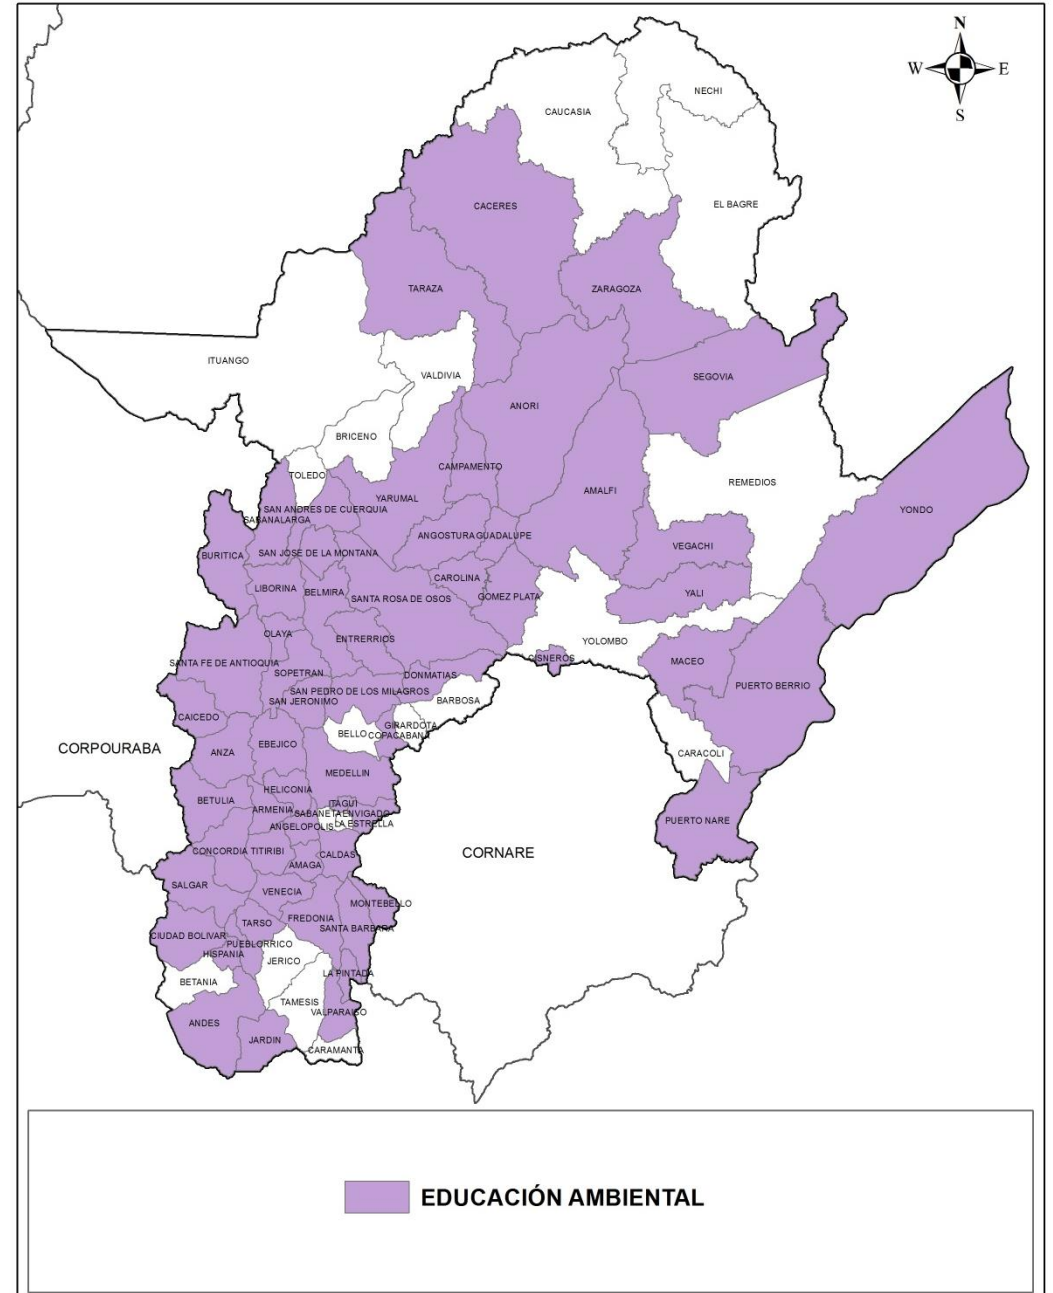 N
W E
S
NECHI
CAUCASIA
EL BAGRE
CACERES
TARAZA
ZARAGOZA
ITUANGO
VALDIVIA
SEGOVIA
ANORI
BRICENO
CAMPAMENTO
TOLEDO
REMEDIOS
AMALFI
YARUMAL
SAN ANDRES DE CUERQUIA
YONDO
SABANALARGA
ANGOSTURA
GUADALUPE
VEGACHI
BURITICA
SAN JOSE DE LA MONTANA
CAROLINA
LIBORINA
BELMIRA
YALI
SANTA ROSA DE OSOS
GOMEZ PLATA
OLAYA
ENTRERRIOS
YOLOMBO
CISNEROS
SANTA FE DE ANTIOQUIA
MACEO
SOPETRAN
DONMATIAS
PUERTO BERRIO
SAN PEDRO DE LOS MILAGROS
SAN JERONIMO
BARBOSA
CAICEDO
GIRARDOTA
BELLO
COPACABANA
EBEJICO
CORPOURABA
ANZA
CARACOLI
MEDELLIN
HELICONIA
BETULIA
ITAGUI
ARMENIA
SABANETA
ENVIGADO
PUERTO NARE
LA ESTRELLA
ANGELOPOLIS
CONCORDIA
TITIRIBI
CALDAS
CORNARE
AMAGA
SALGAR
VENECIA
MONTEBELLO
FREDONIA
TARSO
SANTA BARBARA
CIUDAD BOLIVAR
PUEBLORRICO
HISPANIA
JERICO
LA PINTADA
BETANIA
TAMESIS
VALPARAISO
ANDES
JARDIN
CARAMANTA
EDUCACIÓN AMBIENTAL